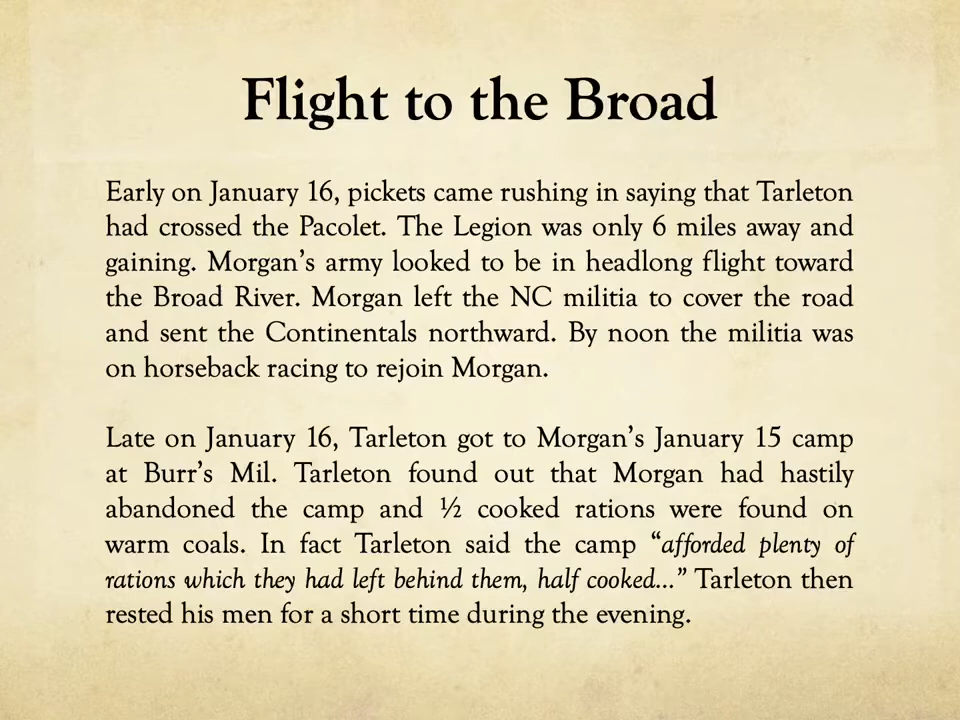 Flight to the Broad
Early on January 16, pickets came rushing in saying that Tarleton
had crossed the Pacolet. The Legion was only 6 miles away and
gaining. Morgan’s army looked to be in headlong flight toward
the Broad River. Morgan left the NC militia to cover the road
and sent the Continentals northward. By noon the militia was
on horseback racing to rejoin Morgan.
Late on January 16, Tarleton got to Morgan’s January 15 camp
at Burr’s Mil. Tarleton found out that Morgan had hastily
abandoned the camp and ½ cooked rations were found on
warm coals. In fact Tarleton said the camp “afforded plenty of
rations which they had left behind them, half cooked…” Tarleton then
rested his men for a short time during the evening.